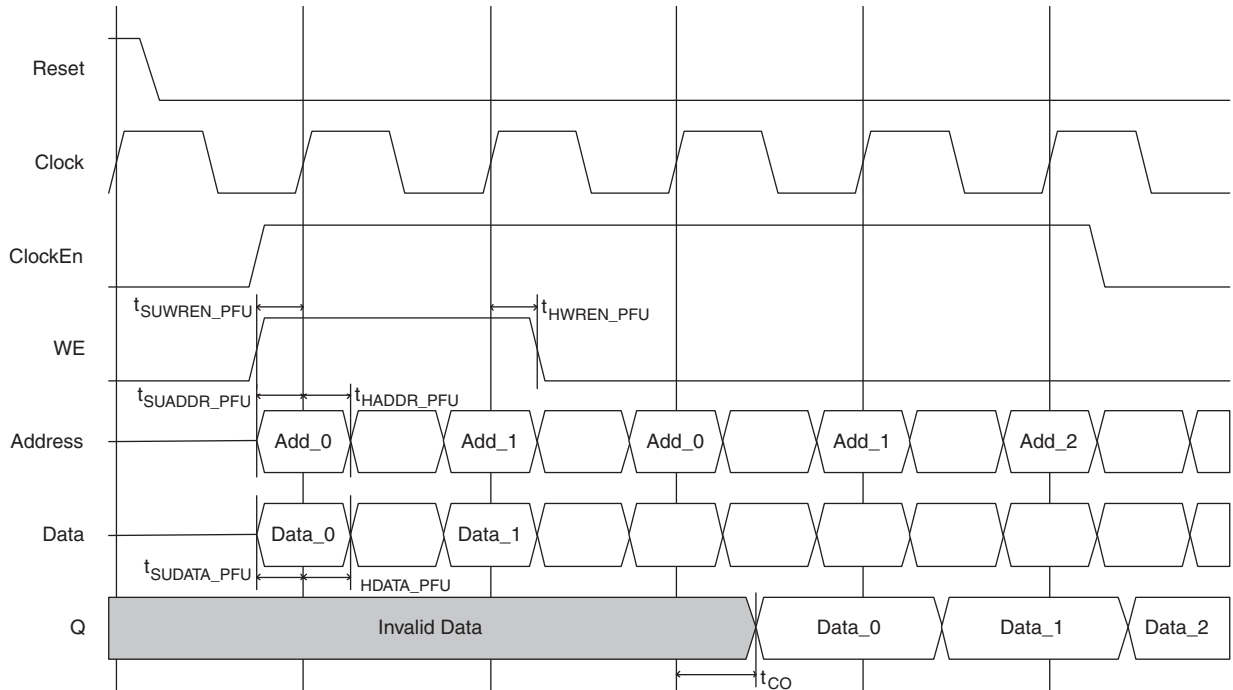 Reset
Clock
ClockEn
tSUWREN_PFU
tHWREN_PFU
WE
tSUADDR_PFU
tHADDR_PFU
Address
Add_0
Add_1
Add_0
Add_1
Add_2
Data
Data_0
Data_1
tSUDATA_PFU
HDATA_PFU
Q
Invalid Data
Data_0
Data_1
Data_2
tCO